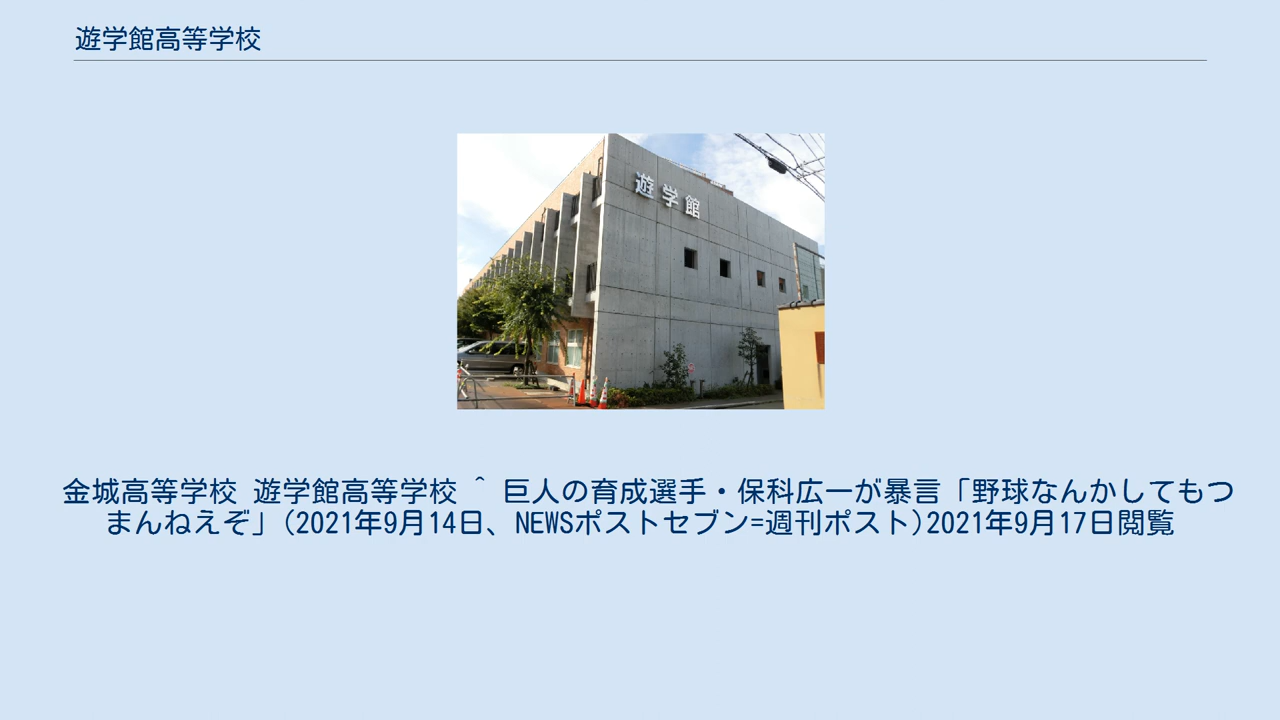 遊学館高等学校
遊学館
金城高等学校 遊学館高等学校 ^ 巨人の育成選手・保科広一が暴言「野球なんかしてもつ
まんねえぞ」(2021年9月14日、NEWSポストセブン=週刊ポスト)2021年9月17日閲覧